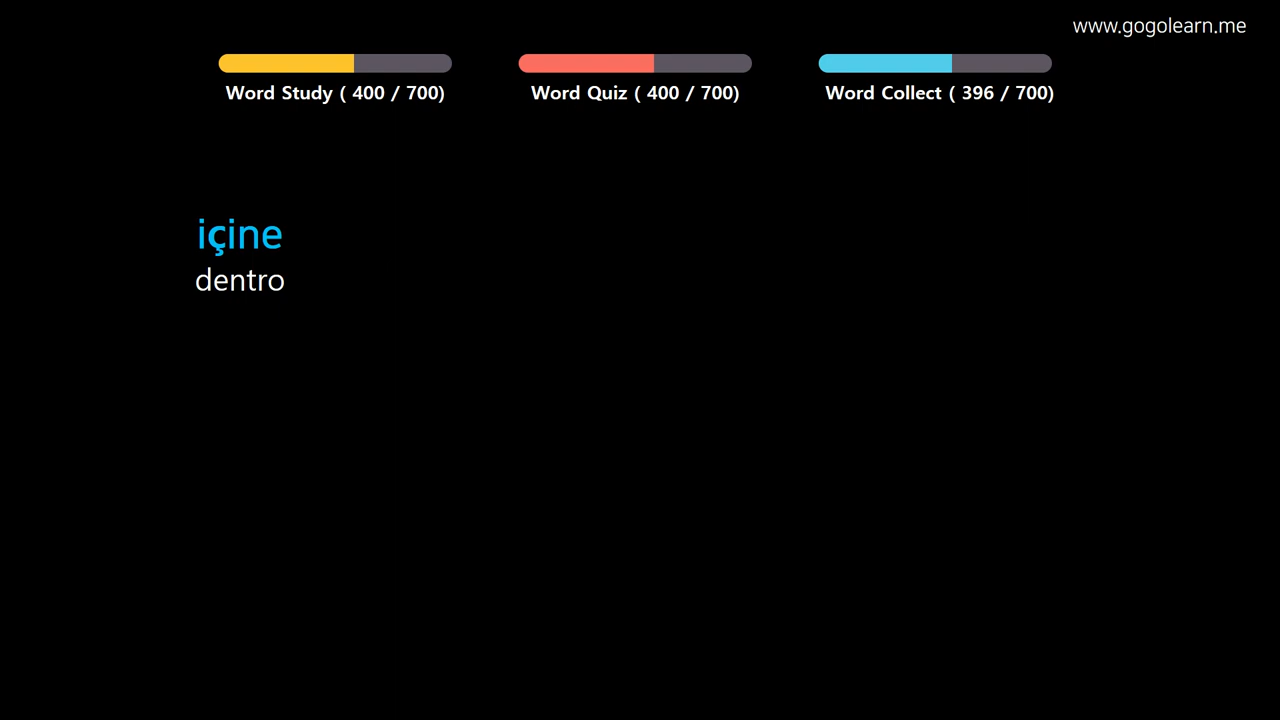 www.gogolearn.me
Word Study ( 400 / 700)
Word Quiz ( 400 / 700)
Word Collect ( 396 / 700)
içine
dentro